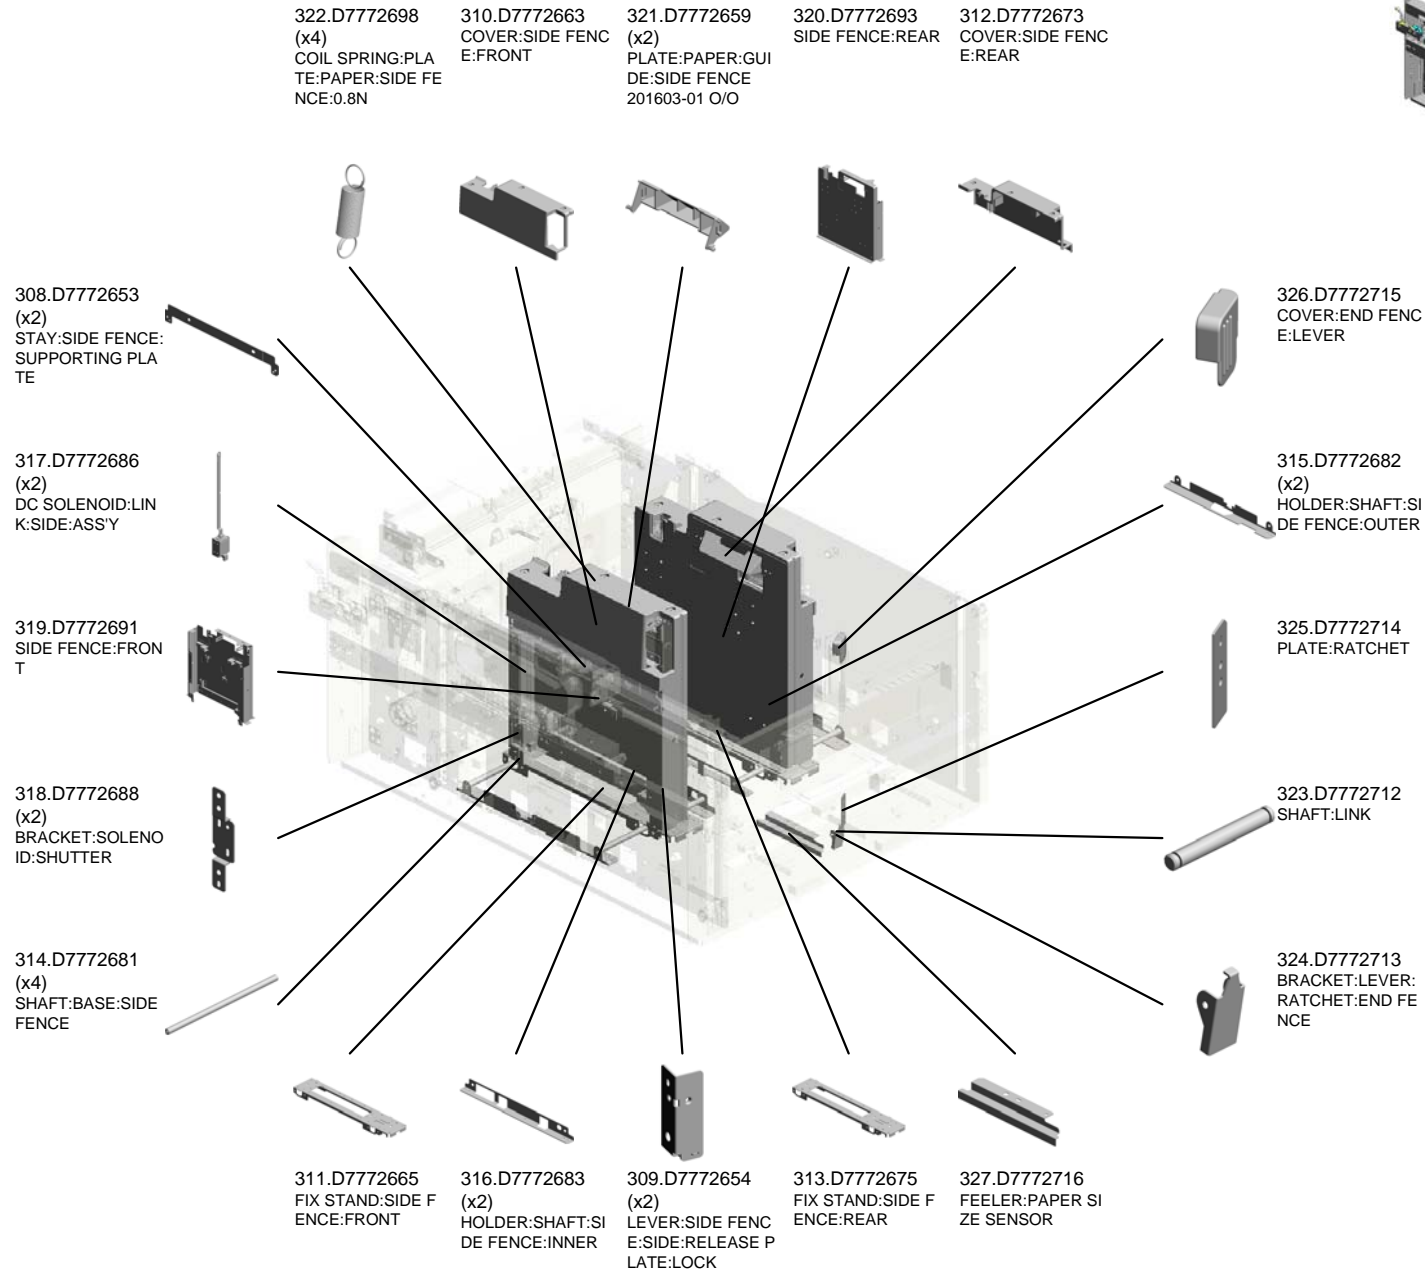 322.D7772698
(x4)
COIL SPRING:PLA
TE:PAPER:SIDE FE
NCE:0.8N
310.D7772663
COVER:SIDE FENC
E:FRONT
321.D7772659
(x2)
PLATE:PAPER:GUI
DE:SIDE FENCE
201603-01 O/O
320.D7772693
SIDE FENCE:REAR
312.D7772673
COVER:SIDE FENC
E:REAR
308.D7772653
(x2)
STAY:SIDE FENCE:
SUPPORTING PLA
TE
326.D7772715
COVER:END FENC
E:LEVER
317.D7772686
(x2)
DC SOLENOID:LIN
K:SIDE:ASS'Y
315.D7772682
(x2)
HOLDER:SHAFT:SI
DE FENCE:OUTER
319.D7772691
SIDE FENCE:FRON
T
325.D7772714
PLATE:RATCHET
318.D7772688
(x2)
BRACKET:SOLENO
ID:SHUTTER
323.D7772712
SHAFT:LINK
314.D7772681
(x4)
SHAFT:BASE:SIDE
FENCE
324.D7772713
BRACKET:LEVER:
RATCHET:END FE
NCE
311.D7772665
FIX STAND:SIDE F
ENCE:FRONT
316.D7772683
(x2)
HOLDER:SHAFT:SI
DE FENCE:INNER
309.D7772654
(x2)
LEVER:SIDE FENC
E:SIDE:RELEASE P
LATE:LOCK
313.D7772675
FIX STAND:SIDE F
ENCE:REAR
327.D7772716
FEELER:PAPER SI
ZE SENSOR